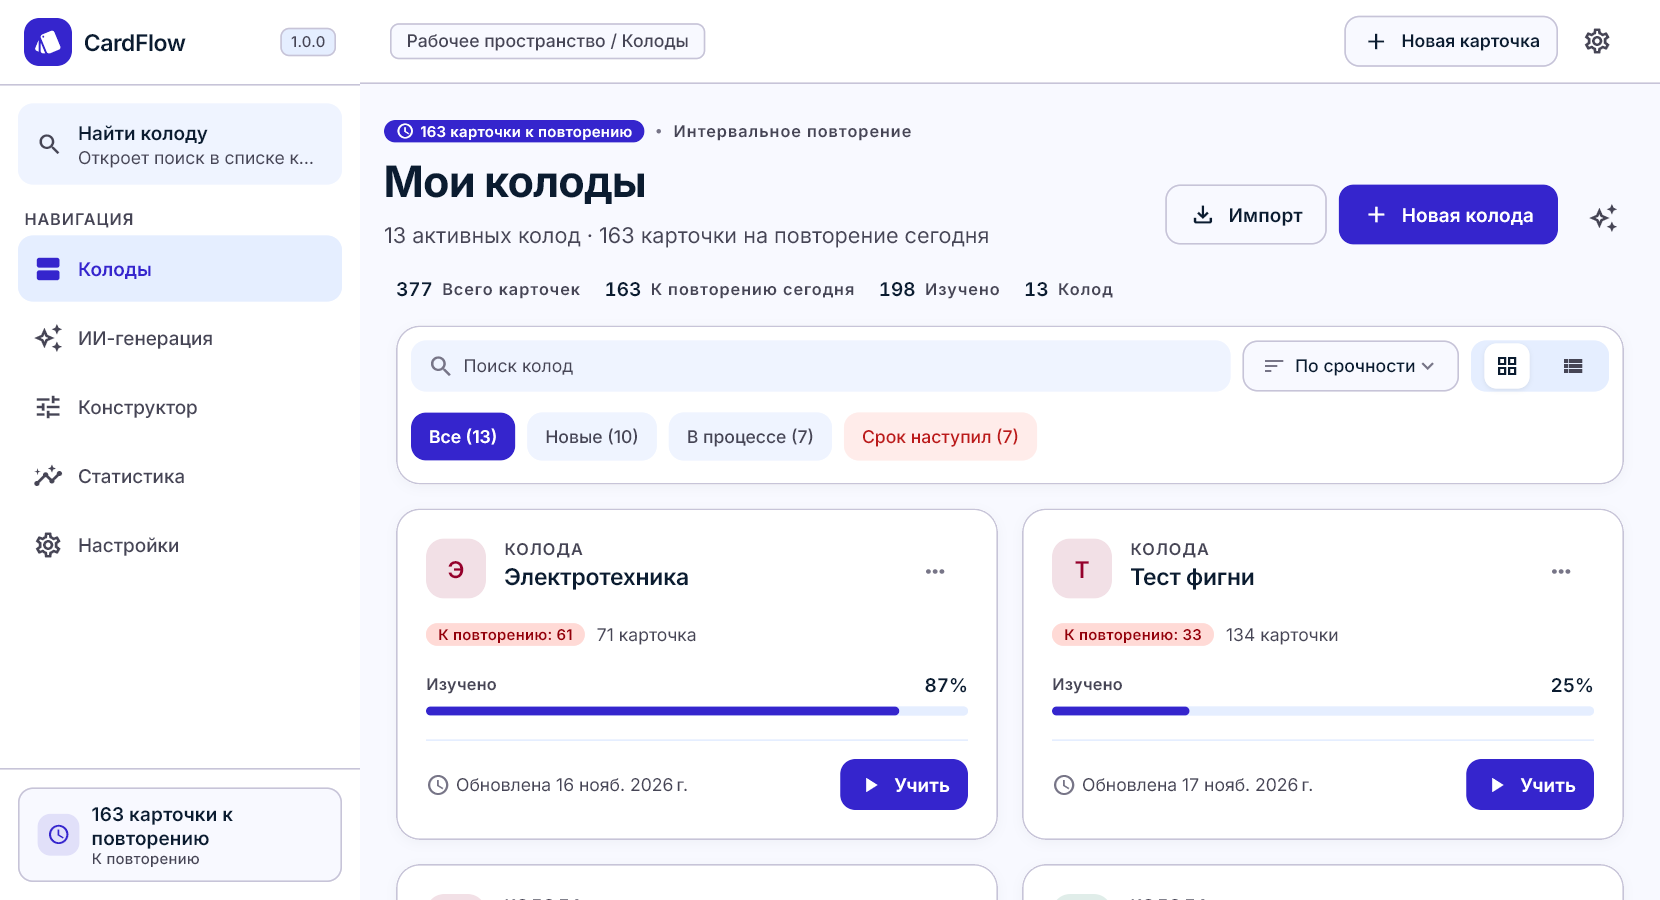 CardFlow
1.0.0
Найти колоду
Откроет поиск в списке к...
НАВИГАЦИЯ
Колоды
ИИ-генерация
Конструктор
Статистика
Настройки
163 карточки к
повторению
К повторению
Рабочее пространство / Колоды
Новая карточка
163 карточки к повторению • Интервальное повторение
Мои колоды
13 активных колод · 163 карточки на повторение сегодня
Импорт
Новая колода
377 Всего карточек 163 К повторению сегодня 198 Изучено 13 Колод
Поиск колод
По срочности
Все (13) Новые (10) В процессе (7) Срок наступил (7)
Э
КОЛОДА
Электротехника
К повторению: 61 71 карточка
Изучено 87%
Обновлена 16 нояб. 2026 г.
Учить
Т
КОЛОДА
Тест фигни
К повторению: 33 134 карточки
Изучено 25%
Обновлена 17 нояб. 2026 г.
Учить